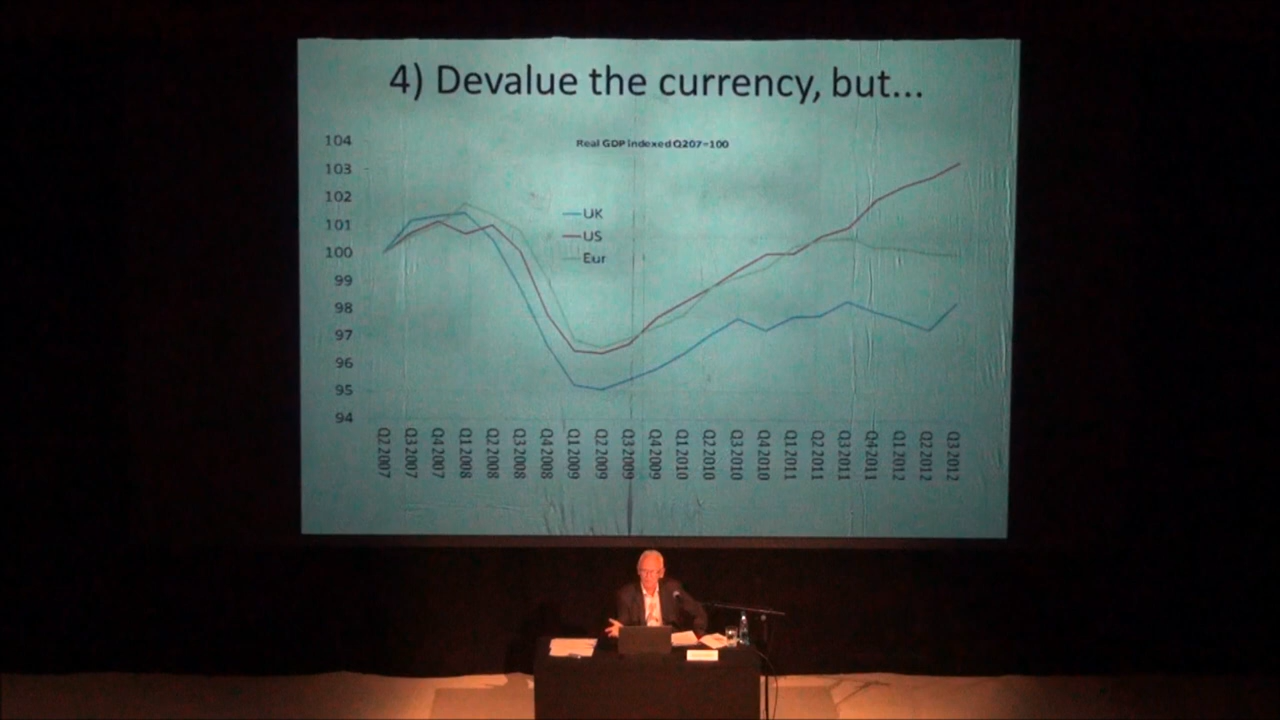 4) Devalue the currency, but...
Real GDP indexed Q207=100
104
103
102
101
100
99
98
97
96
95
94
UK
US
Eur
Q2 2007
Q3 2007
Q4 2007
Q1 2008
Q2 2008
Q3 2008
Q4 2008
Q1 2009
Q2 2009
Q3 2009
Q4 2009
Q1 2010
Q2 2010
Q3 2010
Q4 2010
Q1 2011
Q2 2011
Q3 2011
Q4 2011
Q1 2012
Q2 2012
Q3 2012